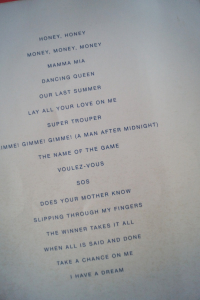 HONEY, HONEY
MONEY, MONEY, MONEY
MAMMA MIA
DANCING QUEEN
OUR LAST SUMMER
LAY ALL YOUR LOVE ON ME
SUPER TROUPER
IMME! GIMME! GIMME! (A MAN AFTER MIDNIGHT)
THE NAME OF THE GAME
VOULEZ-VOUS
SOS
DOES YOUR MOTHER KNOW
SLIPPING THROUGH MY FINGERS
THE WINNER TAKES IT ALL
WHEN ALL IS SAID AND DONE
TAKE A CHANCE ON ME
I HAVE A DREAM